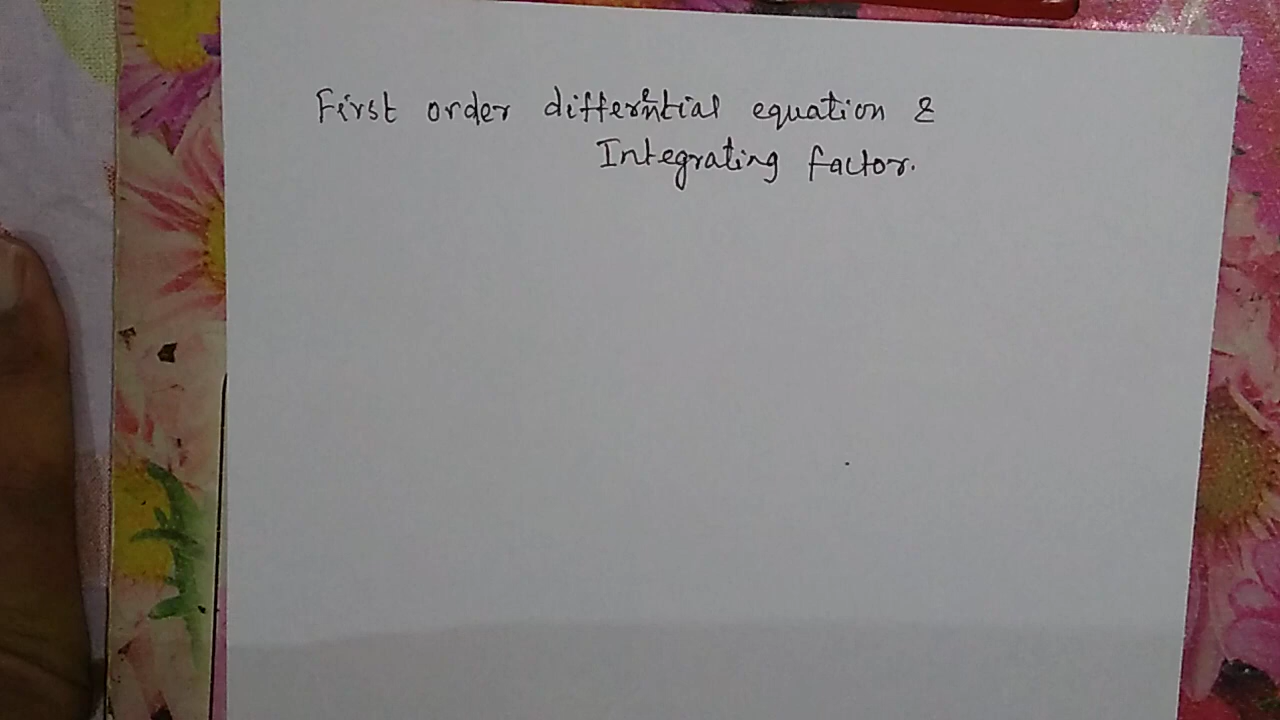 First order differential equation &
Integrating factor.